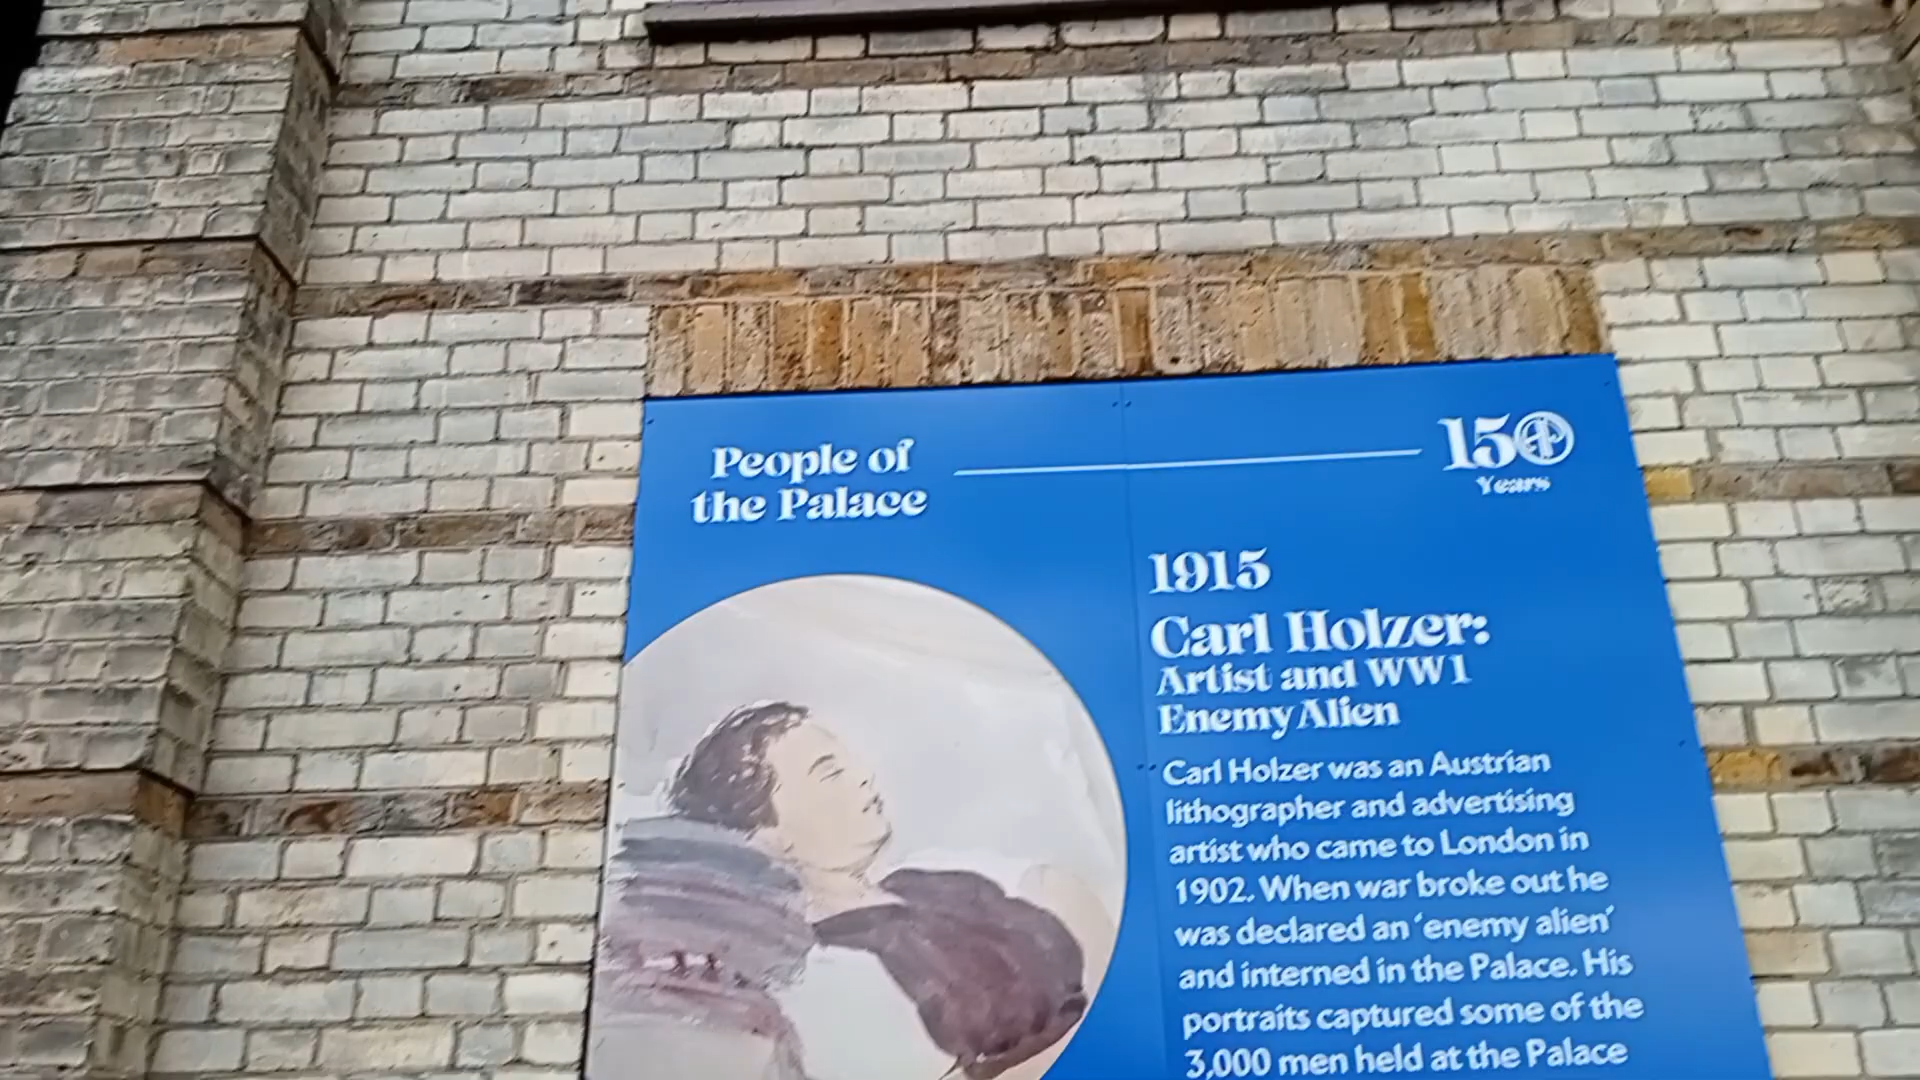 People of
the Palace
150
Years
1915
Carl Holzer:
Artist and WW1
Enemy Alien
Carl Holzer was an Austrian
lithographer and advertising
artist who came to London in
1902. When war broke out he
was declared an ‘enemy alien’
and interned in the Palace. His
portraits captured some of the
3,000 men held at the Palace